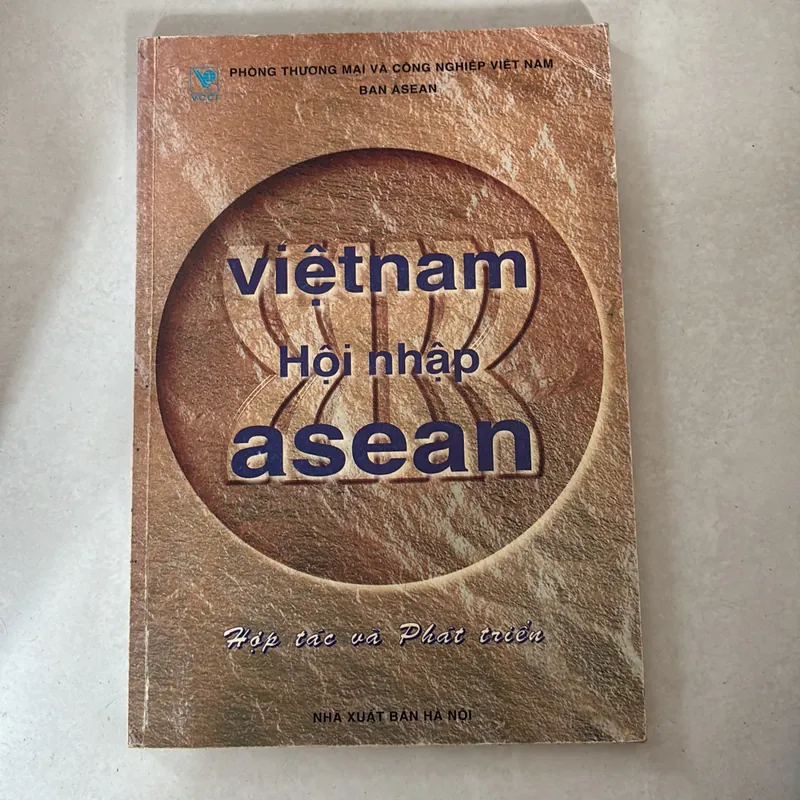 PHÒNG THƯƠNG MẠI VÀ CÔNG NGHIỆP VIỆT NAM
BAN ASEAN
VCCI
việtnam
Hội nhập
asean
Hợp tác và Phát triển
NHÀ XUẤT BẢN HÀ NỘI